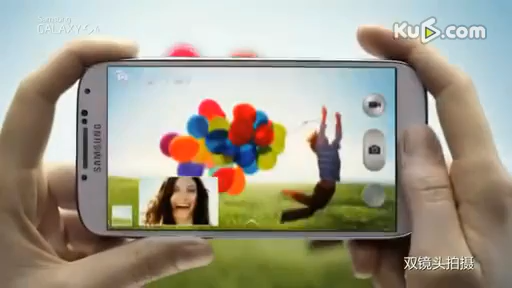 Samsung
GALAXY S4
Ku6.com
SAMSUNG
双镜头拍摄